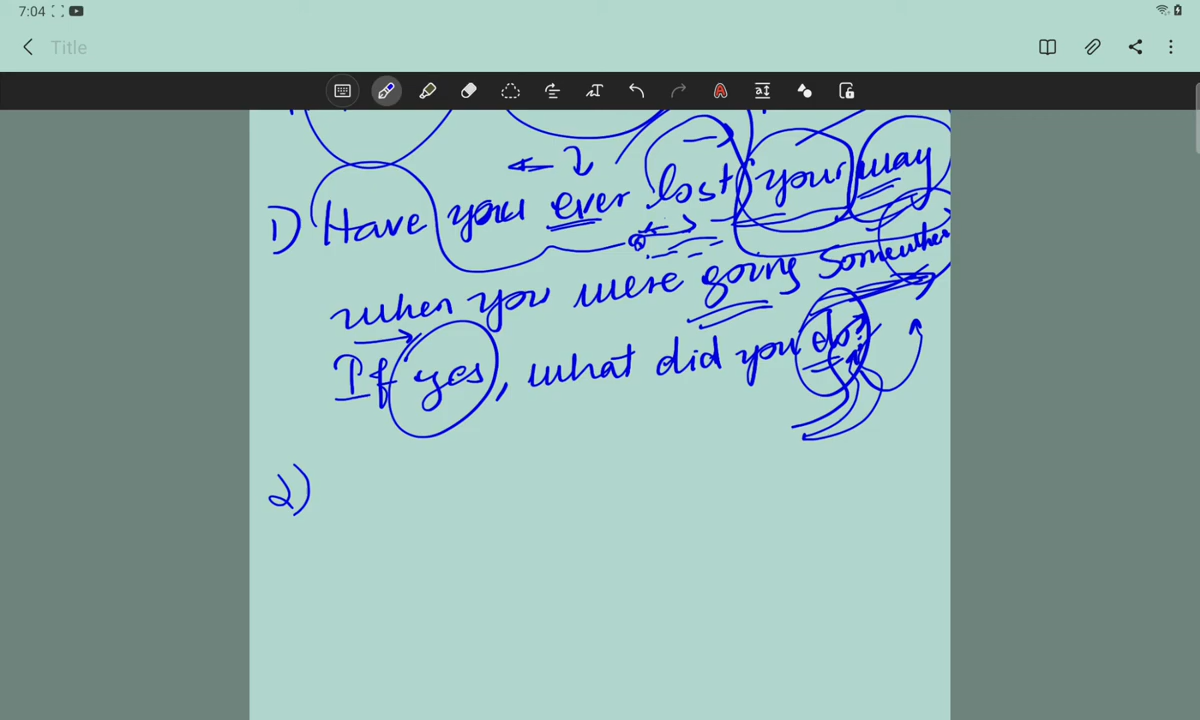 7:04
Title
1) Have you ever lost your way
when you were going somewher
If yes, what did you do?
2)